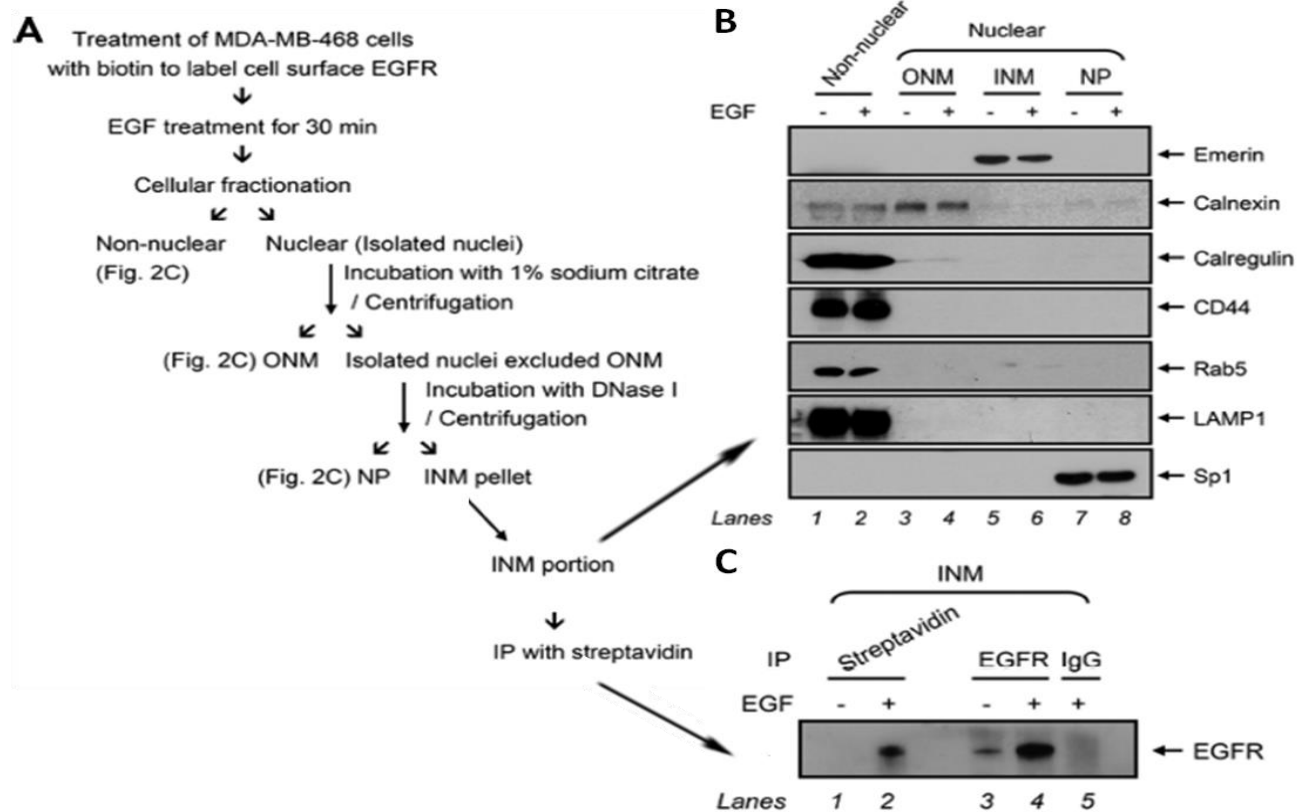 A
Treatment of MDA-MB-468 cells
with biotin to label cell surface EGFR
EGF treatment for 30 min
Cellular fractionation
Non-nuclear
(Fig. 2C)
Nuclear (Isolated nuclei)
Incubation with 1% sodium citrate
/ Centrifugation
(Fig. 2C) ONM
Isolated nuclei excluded ONM
Incubation with DNase I
/ Centrifugation
(Fig. 2C) NP
INM pellet
INM portion
IP with streptavidin
B
Non-nuclear
Nuclear
ONM INM NP
EGF - + - + - + - +
Emerin
Calnexin
Calregulin
CD44
Rab5
LAMP1
Sp1
Lanes 1 2 3 4 5 6 7 8
C
INM
IP Streptavidin EGFR IgG
EGF - + - + +
EGFR
Lanes 1 2 3 4 5